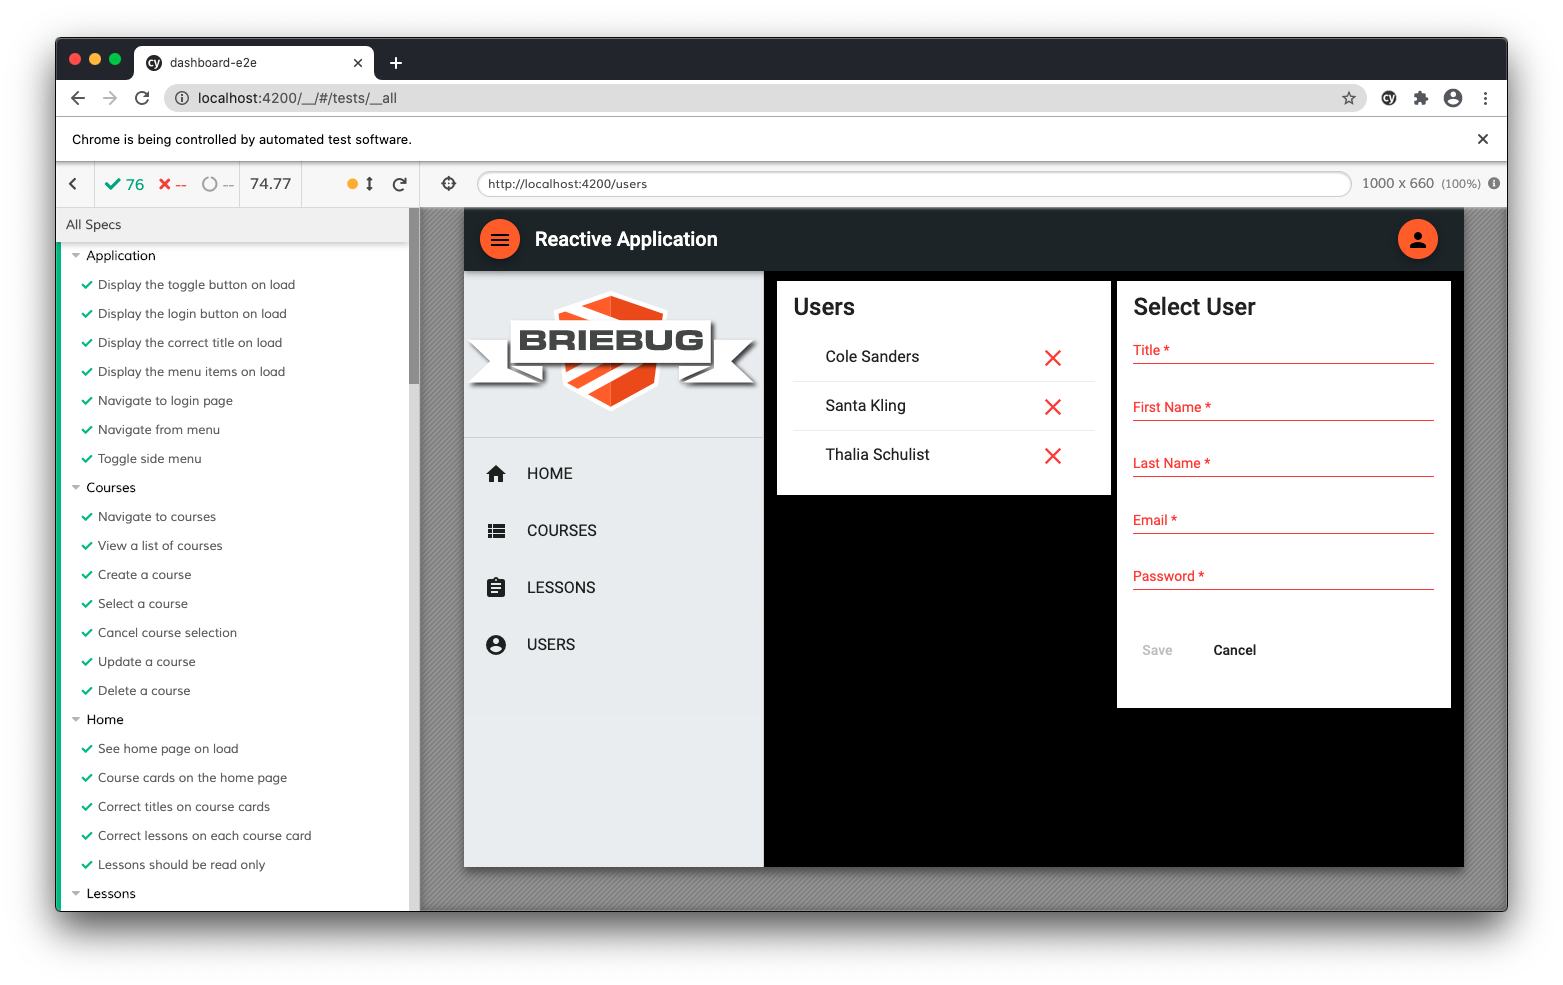 dashboard-e2e
localhost:4200/__/#/tests/__all
Chrome is being controlled by automated test software.
76 -- -- 74.77
http://localhost:4200/users
1000 x 660 (100%)
All Specs
Application
Display the toggle button on load
Display the login button on load
Display the correct title on load
Display the menu items on load
Navigate to login page
Navigate from menu
Toggle side menu
Courses
Navigate to courses
View a list of courses
Create a course
Select a course
Cancel course selection
Update a course
Delete a course
Home
See home page on load
Course cards on the home page
Correct titles on course cards
Correct lessons on each course card
Lessons should be read only
Lessons
Reactive Application
BRIEBUG
HOME
COURSES
LESSONS
USERS
Users
Cole Sanders
Santa Kling
Thalia Schulist
Select User
Title *
First Name *
Last Name *
Email *
Password *
Save Cancel